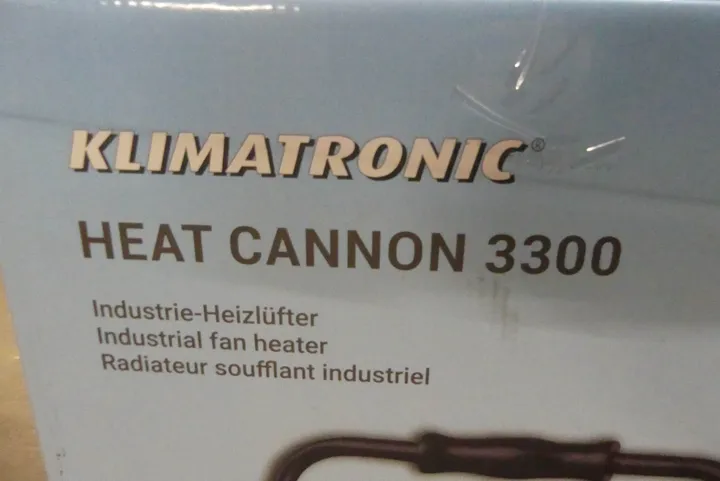 KLIMATRONIC®
HEAT CANNON 3300
Industrie-Heizlüfter
Industrial fan heater
Radiateur soufflant industriel